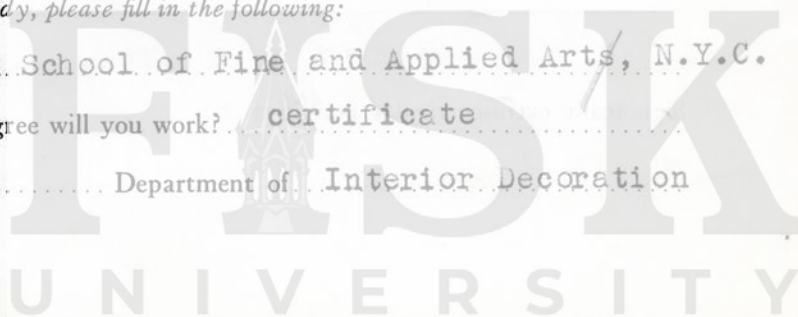 dy, please fill in the following:
School of Fine and Applied Arts, N.Y.C.
gree will you work? certificate
Department of Interior Decoration
FISK
UNIVERSITY